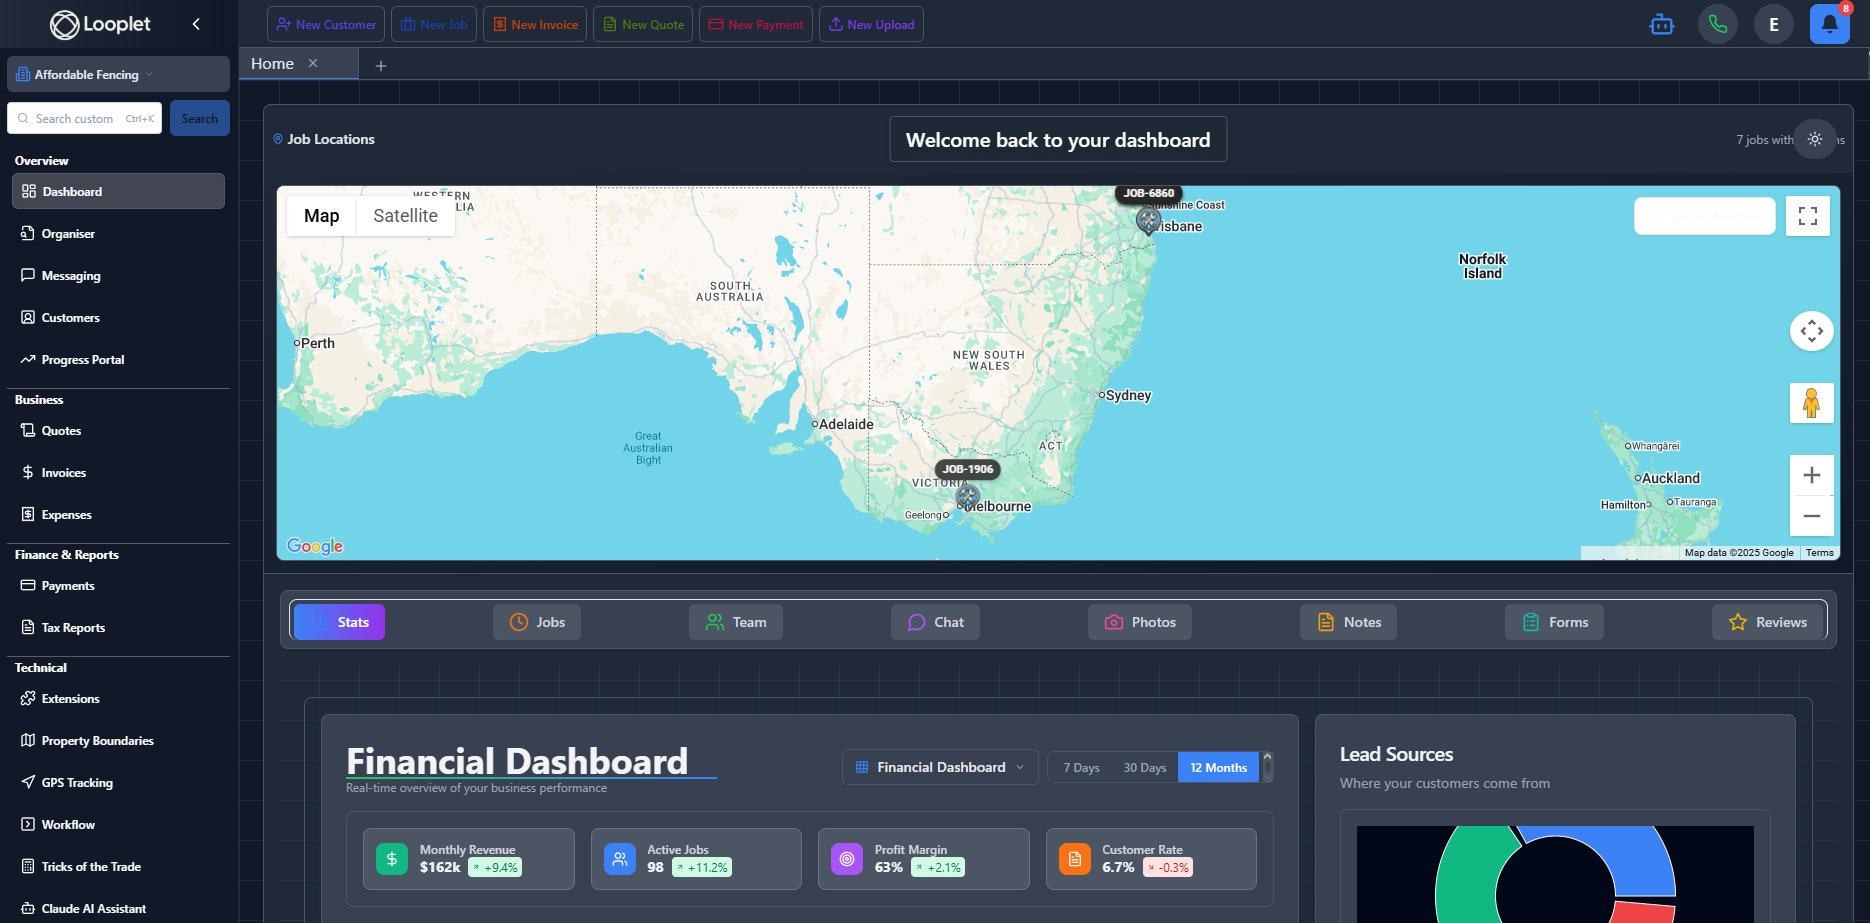 Looplet
New Customer
New Job
New Invoice
New Quote
New Payment
New Upload
E
8
Affordable Fencing
Search custom Ctrl+K
Search
Overview
Dashboard
Organiser
Messaging
Customers
Progress Portal
Business
Quotes
Invoices
Expenses
Finance & Reports
Payments
Tax Reports
Technical
Extensions
Property Boundaries
GPS Tracking
Workflow
Tricks of the Trade
Claude AI Assistant
Home
Job Locations
Welcome back to your dashboard
7 jobs with
Map
Satellite
WESTERN
JOB-6860
Sunshine Coast
Brisbane
Norfolk
Island
SOUTH
AUSTRALIA
Perth
NEW SOUTH
WALES
Sydney
Adelaide
Great
Australian
Bight
ACT
JOB-1906
VICTORIA
Melbourne
Geelong
Whangārei
Auckland
Tauranga
Hamilton
Google
Map data ©2025 Google
Terms
Stats
Jobs
Team
Chat
Photos
Notes
Forms
Reviews
Financial Dashboard
Real-time overview of your business performance
Financial Dashboard
7 Days
30 Days
12 Months
Monthly Revenue
$162k +9.4%
Active Jobs
98 +11.2%
Profit Margin
63% +2.1%
Customer Rate
6.7% -0.3%
Lead Sources
Where your customers come from